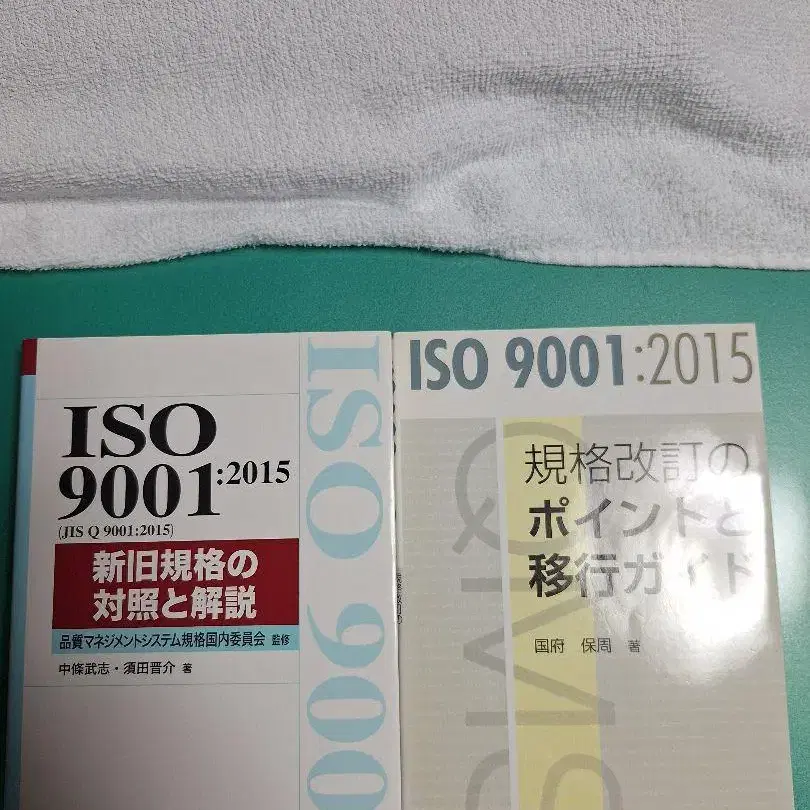 ISO
9001:2015
(JIS Q 9001:2015)
新旧規格の
対照と解説
品質マネジメントシステム規格国内委員会 監修
中條武志・須田晋介 著
ISO 900
ISO 9001:2015
規格改訂の
ポイントと
移行ガイド
国府 保周 著
QMS